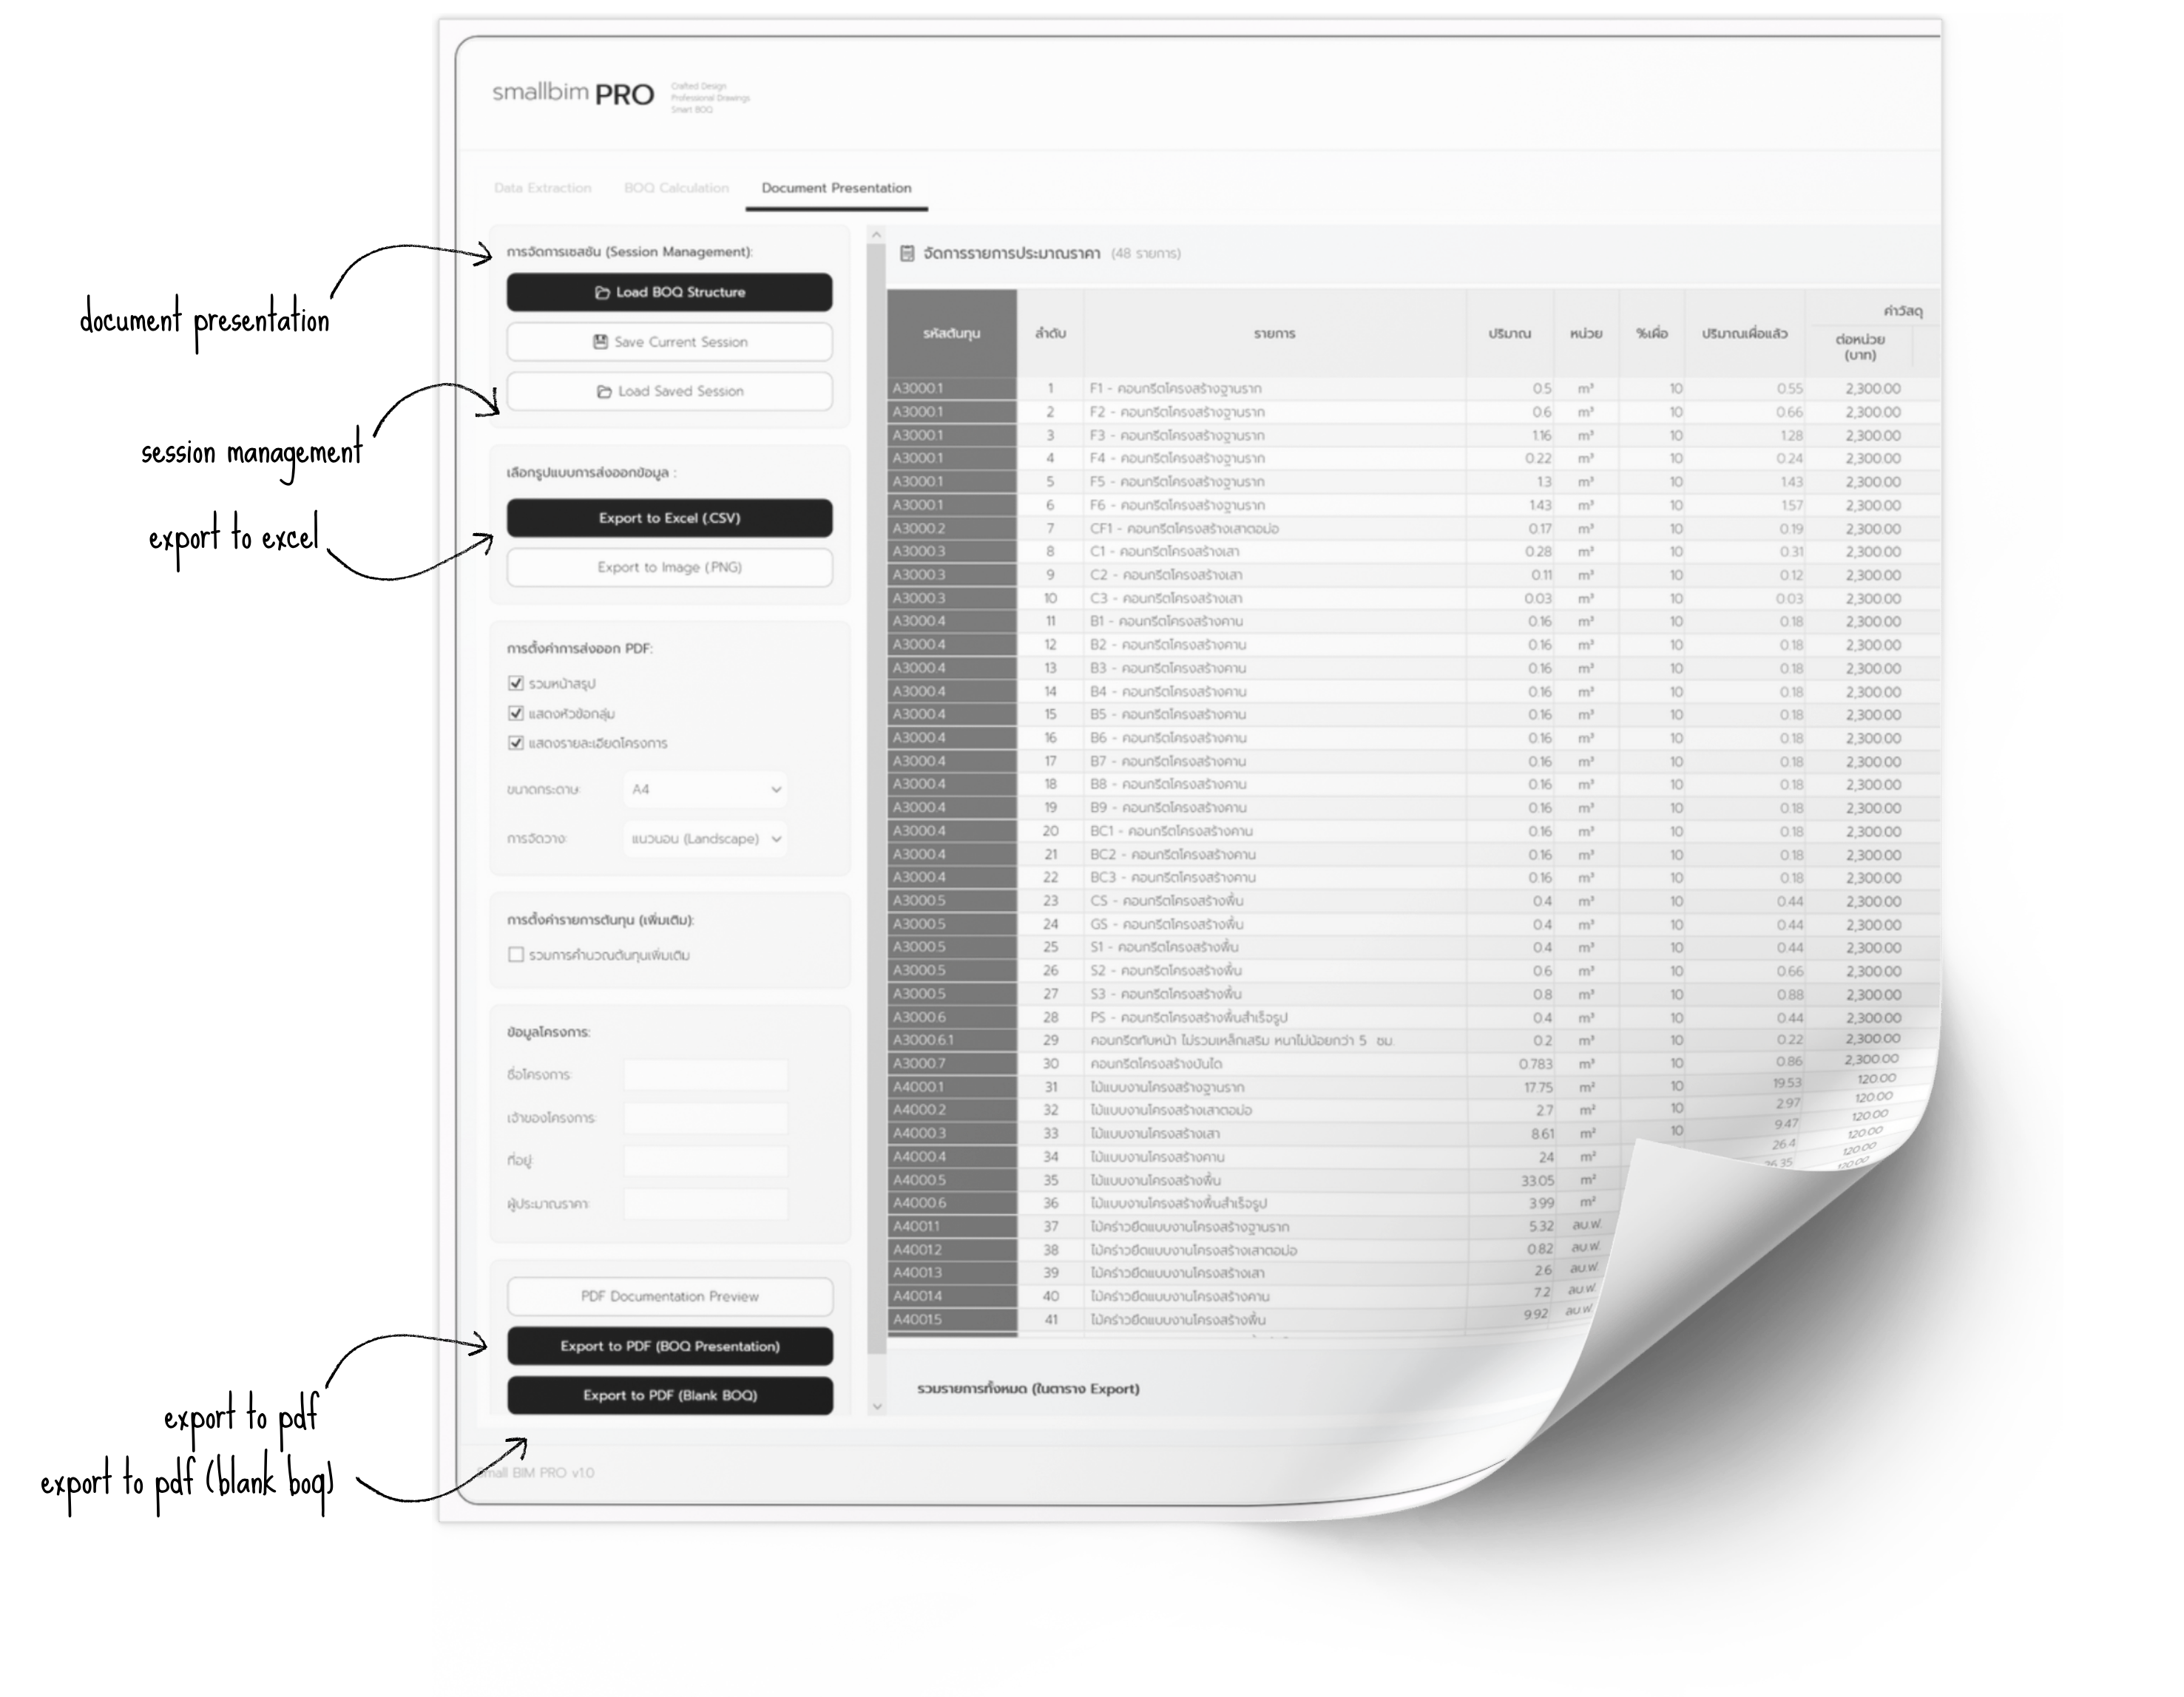 smallbim PRO
Crafted Design
Professional Drawings
Smart BOQ
Data Extraction BOQ Calculation Document Presentation
document presentation
session management
export to excel
export to pdf
export to pdf (blank boq)
การจัดการเซสชัน (Session Management):
Load BOQ Structure
Save Current Session
Load Saved Session
เลือกรูปแบบการส่งออกข้อมูล :
Export to Excel (.CSV)
Export to Image (.PNG)
การตั้งค่าการส่งออก PDF:
รวมหน้าสรุป
แสดงหัวข้อกลุ่ม
แสดงรายละเอียดโครงการ
ขนาดกระดาษ: A4
การจัดวาง: แนวนอน (Landscape)
การตั้งค่ารายการต้นทุน (เพิ่มเติม):
รวมการคำนวณต้นทุนเพิ่มเติม
ข้อมูลโครงการ:
ชื่อโครงการ:
เจ้าของโครงการ:
ที่อยู่:
ผู้ประมาณราคา:
PDF Documentation Preview
Export to PDF (BOQ Presentation)
Export to PDF (Blank BOQ)
Small BIM PRO v1.0
จัดการรายการประมาณราคา (48 รายการ)
รหัสต้นทุน ลำดับ รายการ ปริมาณ หน่วย %เผื่อ ปริมาณเผื่อแล้ว ค่าวัสดุ
ต่อหน่วย
(บาท)
A3000.1 1 F1 - คอนกรีตโครงสร้างฐานราก 0.5 m³ 10 0.55 2,300.00
A3000.1 2 F2 - คอนกรีตโครงสร้างฐานราก 0.6 m³ 10 0.66 2,300.00
A3000.1 3 F3 - คอนกรีตโครงสร้างฐานราก 1.16 m³ 10 1.28 2,300.00
A3000.1 4 F4 - คอนกรีตโครงสร้างฐานราก 0.22 m³ 10 0.24 2,300.00
A3000.1 5 F5 - คอนกรีตโครงสร้างฐานราก 1.3 m³ 10 1.43 2,300.00
A3000.1 6 F6 - คอนกรีตโครงสร้างฐานราก 1.43 m³ 10 1.57 2,300.00
A3000.2 7 CF1 - คอนกรีตโครงสร้างเสาตอม่อ 0.17 m³ 10 0.19 2,300.00
A3000.3 8 C1 - คอนกรีตโครงสร้างเสา 0.28 m³ 10 0.31 2,300.00
A3000.3 9 C2 - คอนกรีตโครงสร้างเสา 0.11 m³ 10 0.12 2,300.00
A3000.3 10 C3 - คอนกรีตโครงสร้างเสา 0.03 m³ 10 0.03 2,300.00
A3000.4 11 B1 - คอนกรีตโครงสร้างคาน 0.16 m³ 10 0.18 2,300.00
A3000.4 12 B2 - คอนกรีตโครงสร้างคาน 0.16 m³ 10 0.18 2,300.00
A3000.4 13 B3 - คอนกรีตโครงสร้างคาน 0.16 m³ 10 0.18 2,300.00
A3000.4 14 B4 - คอนกรีตโครงสร้างคาน 0.16 m³ 10 0.18 2,300.00
A3000.4 15 B5 - คอนกรีตโครงสร้างคาน 0.16 m³ 10 0.18 2,300.00
A3000.4 16 B6 - คอนกรีตโครงสร้างคาน 0.16 m³ 10 0.18 2,300.00
A3000.4 17 B7 - คอนกรีตโครงสร้างคาน 0.16 m³ 10 0.18 2,300.00
A3000.4 18 B8 - คอนกรีตโครงสร้างคาน 0.16 m³ 10 0.18 2,300.00
A3000.4 19 B9 - คอนกรีตโครงสร้างคาน 0.16 m³ 10 0.18 2,300.00
A3000.4 20 BC1 - คอนกรีตโครงสร้างคาน 0.16 m³ 10 0.18 2,300.00
A3000.4 21 BC2 - คอนกรีตโครงสร้างคาน 0.16 m³ 10 0.18 2,300.00
A3000.4 22 BC3 - คอนกรีตโครงสร้างคาน 0.16 m³ 10 0.18 2,300.00
A3000.5 23 CS - คอนกรีตโครงสร้างพื้น 0.4 m³ 10 0.44 2,300.00
A3000.5 24 GS - คอนกรีตโครงสร้างพื้น 0.4 m³ 10 0.44 2,300.00
A3000.5 25 S1 - คอนกรีตโครงสร้างพื้น 0.4 m³ 10 0.44 2,300.00
A3000.5 26 S2 - คอนกรีตโครงสร้างพื้น 0.6 m³ 10 0.66 2,300.00
A3000.5 27 S3 - คอนกรีตโครงสร้างพื้น 0.8 m³ 10 0.88 2,300.00
A3000.6 28 PS - คอนกรีตโครงสร้างพื้นสำเร็จรูป 0.4 m³ 10 0.44 2,300.00
A3000.6.1 29 คอนกรีตทับหน้า ไม่รวมเหล็กเสริม หนาไม่น้อยกว่า 5 ซม. 0.2 m³ 10 0.22 2,300.00
A3000.7 30 คอนกรีตโครงสร้างบันได 0.783 m³ 10 0.86 2,300.00
A4000.1 31 ไม้แบบงานโครงสร้างฐานราก 17.75 m² 10 19.53 120.00
A4000.2 32 ไม้แบบงานโครงสร้างเสาตอม่อ 2.7 m² 10 2.97 120.00
A4000.3 33 ไม้แบบงานโครงสร้างเสา 8.61 m² 10 9.47 120.00
A4000.4 34 ไม้แบบงานโครงสร้างคาน 24 m² 26.4 120.00
A4000.5 35 ไม้แบบงานโครงสร้างพื้น 33.05 m² 120.00
A4000.6 36 ไม้แบบงานโครงสร้างพื้นสำเร็จรูป 3.99 m²
A4001.1 37 ไม้คร่าวยึดแบบงานโครงสร้างฐานราก 5.32 ลบ.ฟ.
A4001.2 38 ไม้คร่าวยึดแบบงานโครงสร้างเสาตอม่อ 0.82 ลบ.ฟ.
A4001.3 39 ไม้คร่าวยึดแบบงานโครงสร้างเสา 2.6 ลบ.ฟ.
A4001.4 40 ไม้คร่าวยึดแบบงานโครงสร้างคาน 7.2 ลบ.ฟ.
A4001.5 41 ไม้คร่าวยึดแบบงานโครงสร้างพื้น 9.92 ลบ.ฟ.
รวมรายการทั้งหมด (ในตาราง Export)